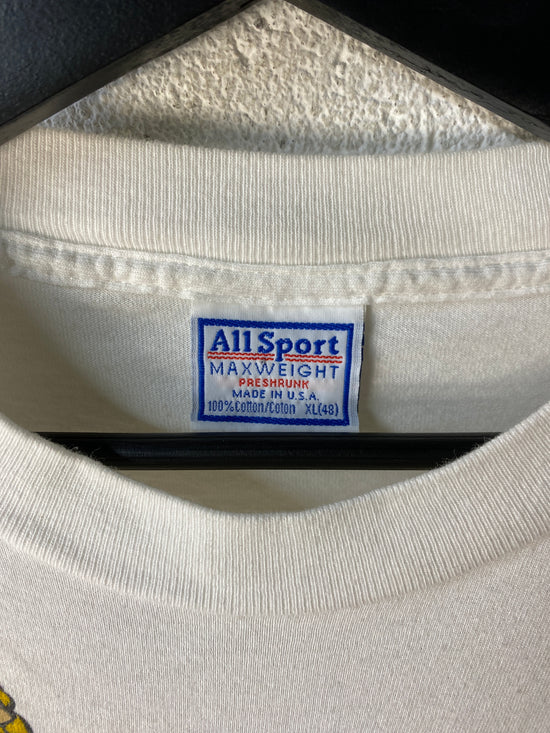 All Sport
MAXWEIGHT
PRESHRUNK
MADE IN U.S.A.
100% Cotton/Coton XL(48)